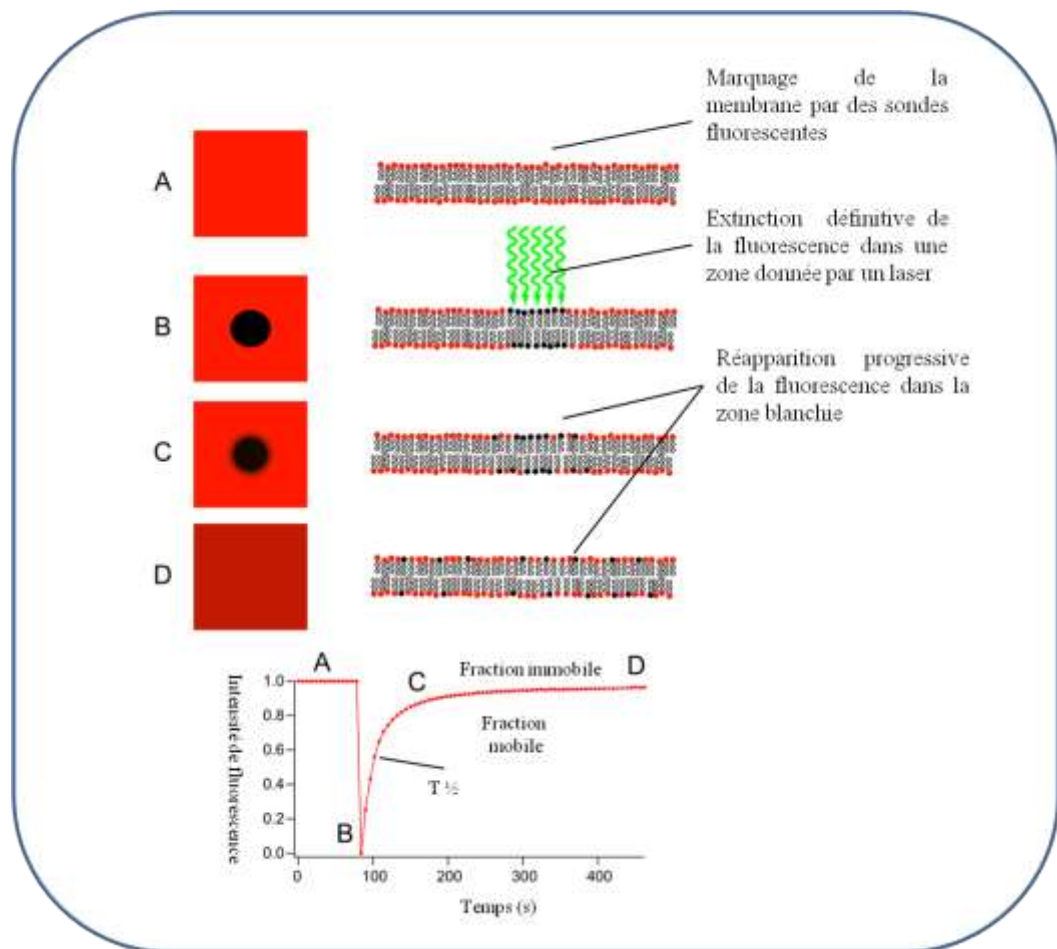 Marquage de la
membrane par des sondes
fluorescentes
A
Extinction définitive de
la fluorescence dans une
zone donnée par un laser
B
Réapparition progressive
de la fluorescence dans la
zone blanchie
C
D
A
Fraction immobile
D
C
1.0
0.8
Fraction
mobile
0.6
T ½
0.4
0.2
B
0.0
Intensité de fluorescence
0
100
200
300
400
Temps (s)